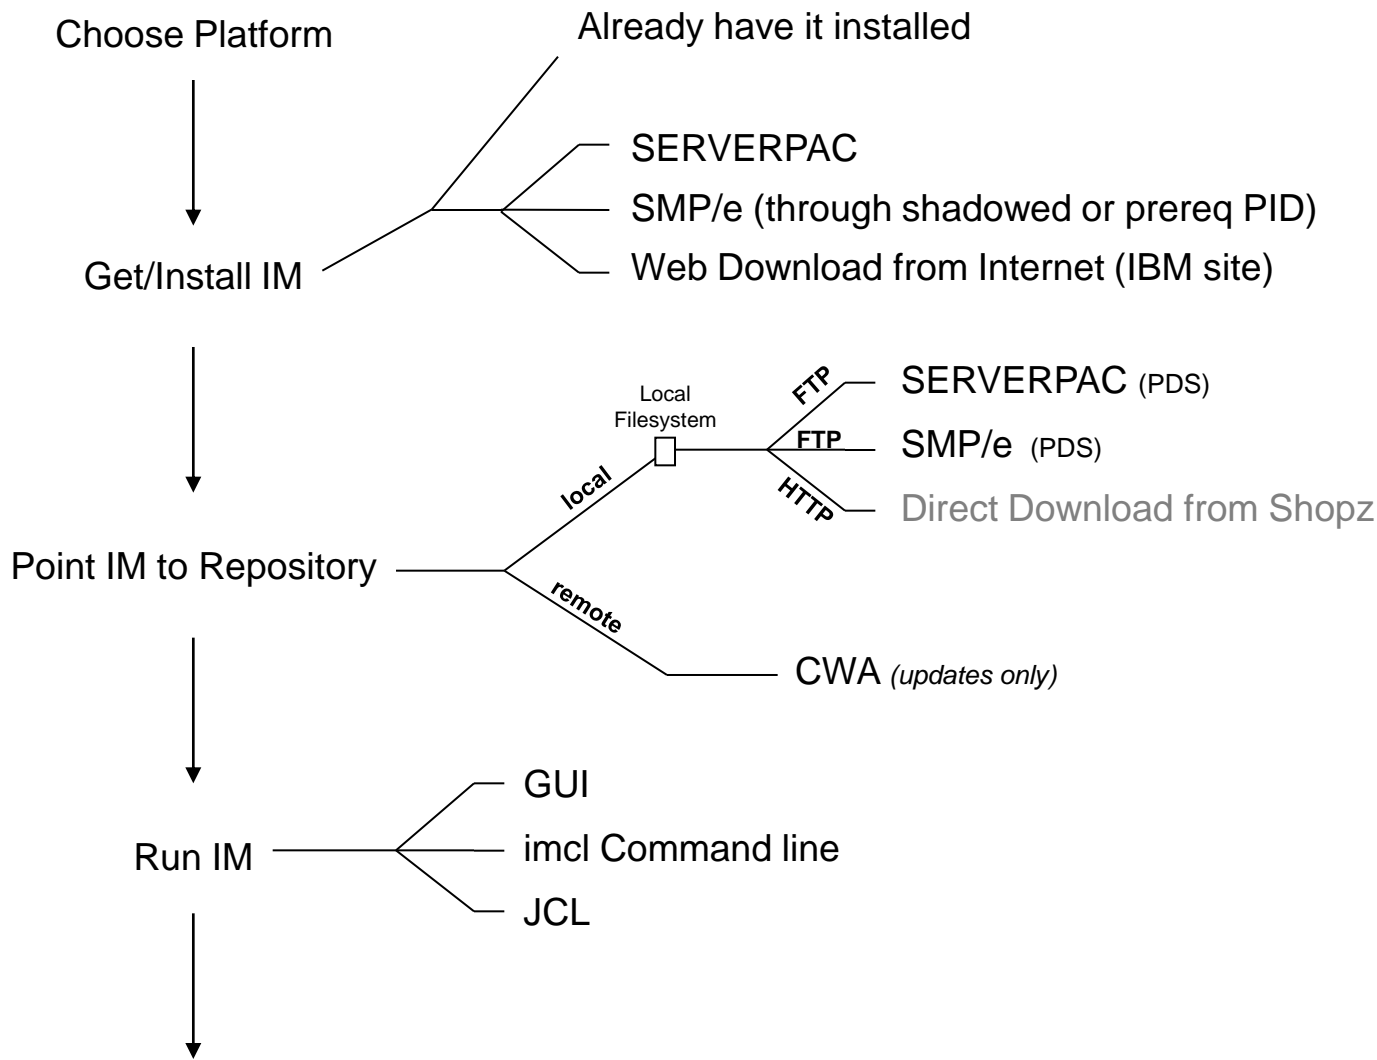 Choose Platform
Already have it installed
SERVERPAC
SMP/e (through shadowed or prereq PID)
Get/Install IM
Web Download from Internet (IBM site)
Local
Filesystem
FTP
SERVERPAC (PDS)
FTP
SMP/e (PDS)
local
HTTP
Direct Download from Shopz
Point IM to Repository
remote
CWA (updates only)
GUI
imcl Command line
Run IM
JCL